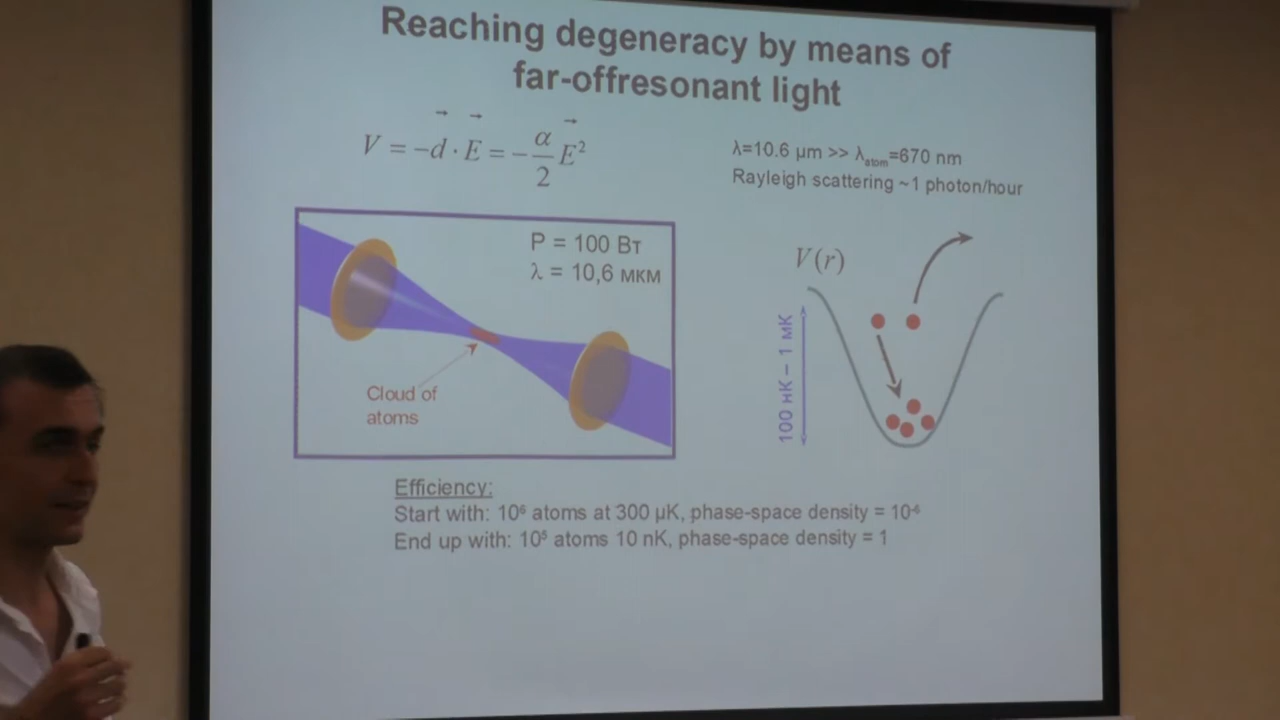 Reaching degeneracy by means of
far-offresonant light
V = −d⃗ · E⃗ = −α/2 E⃗²
λ=10.6 µm >> λatom=670 nm
Rayleigh scattering ~1 photon/hour
P = 100 Вт
λ = 10,6 мкм
Cloud of
atoms
V(r)
100 нК – 1 мК
Efficiency:
Start with: 10⁶ atoms at 300 µK, phase-space density = 10⁻⁶
End up with: 10⁵ atoms 10 nK, phase-space density = 1